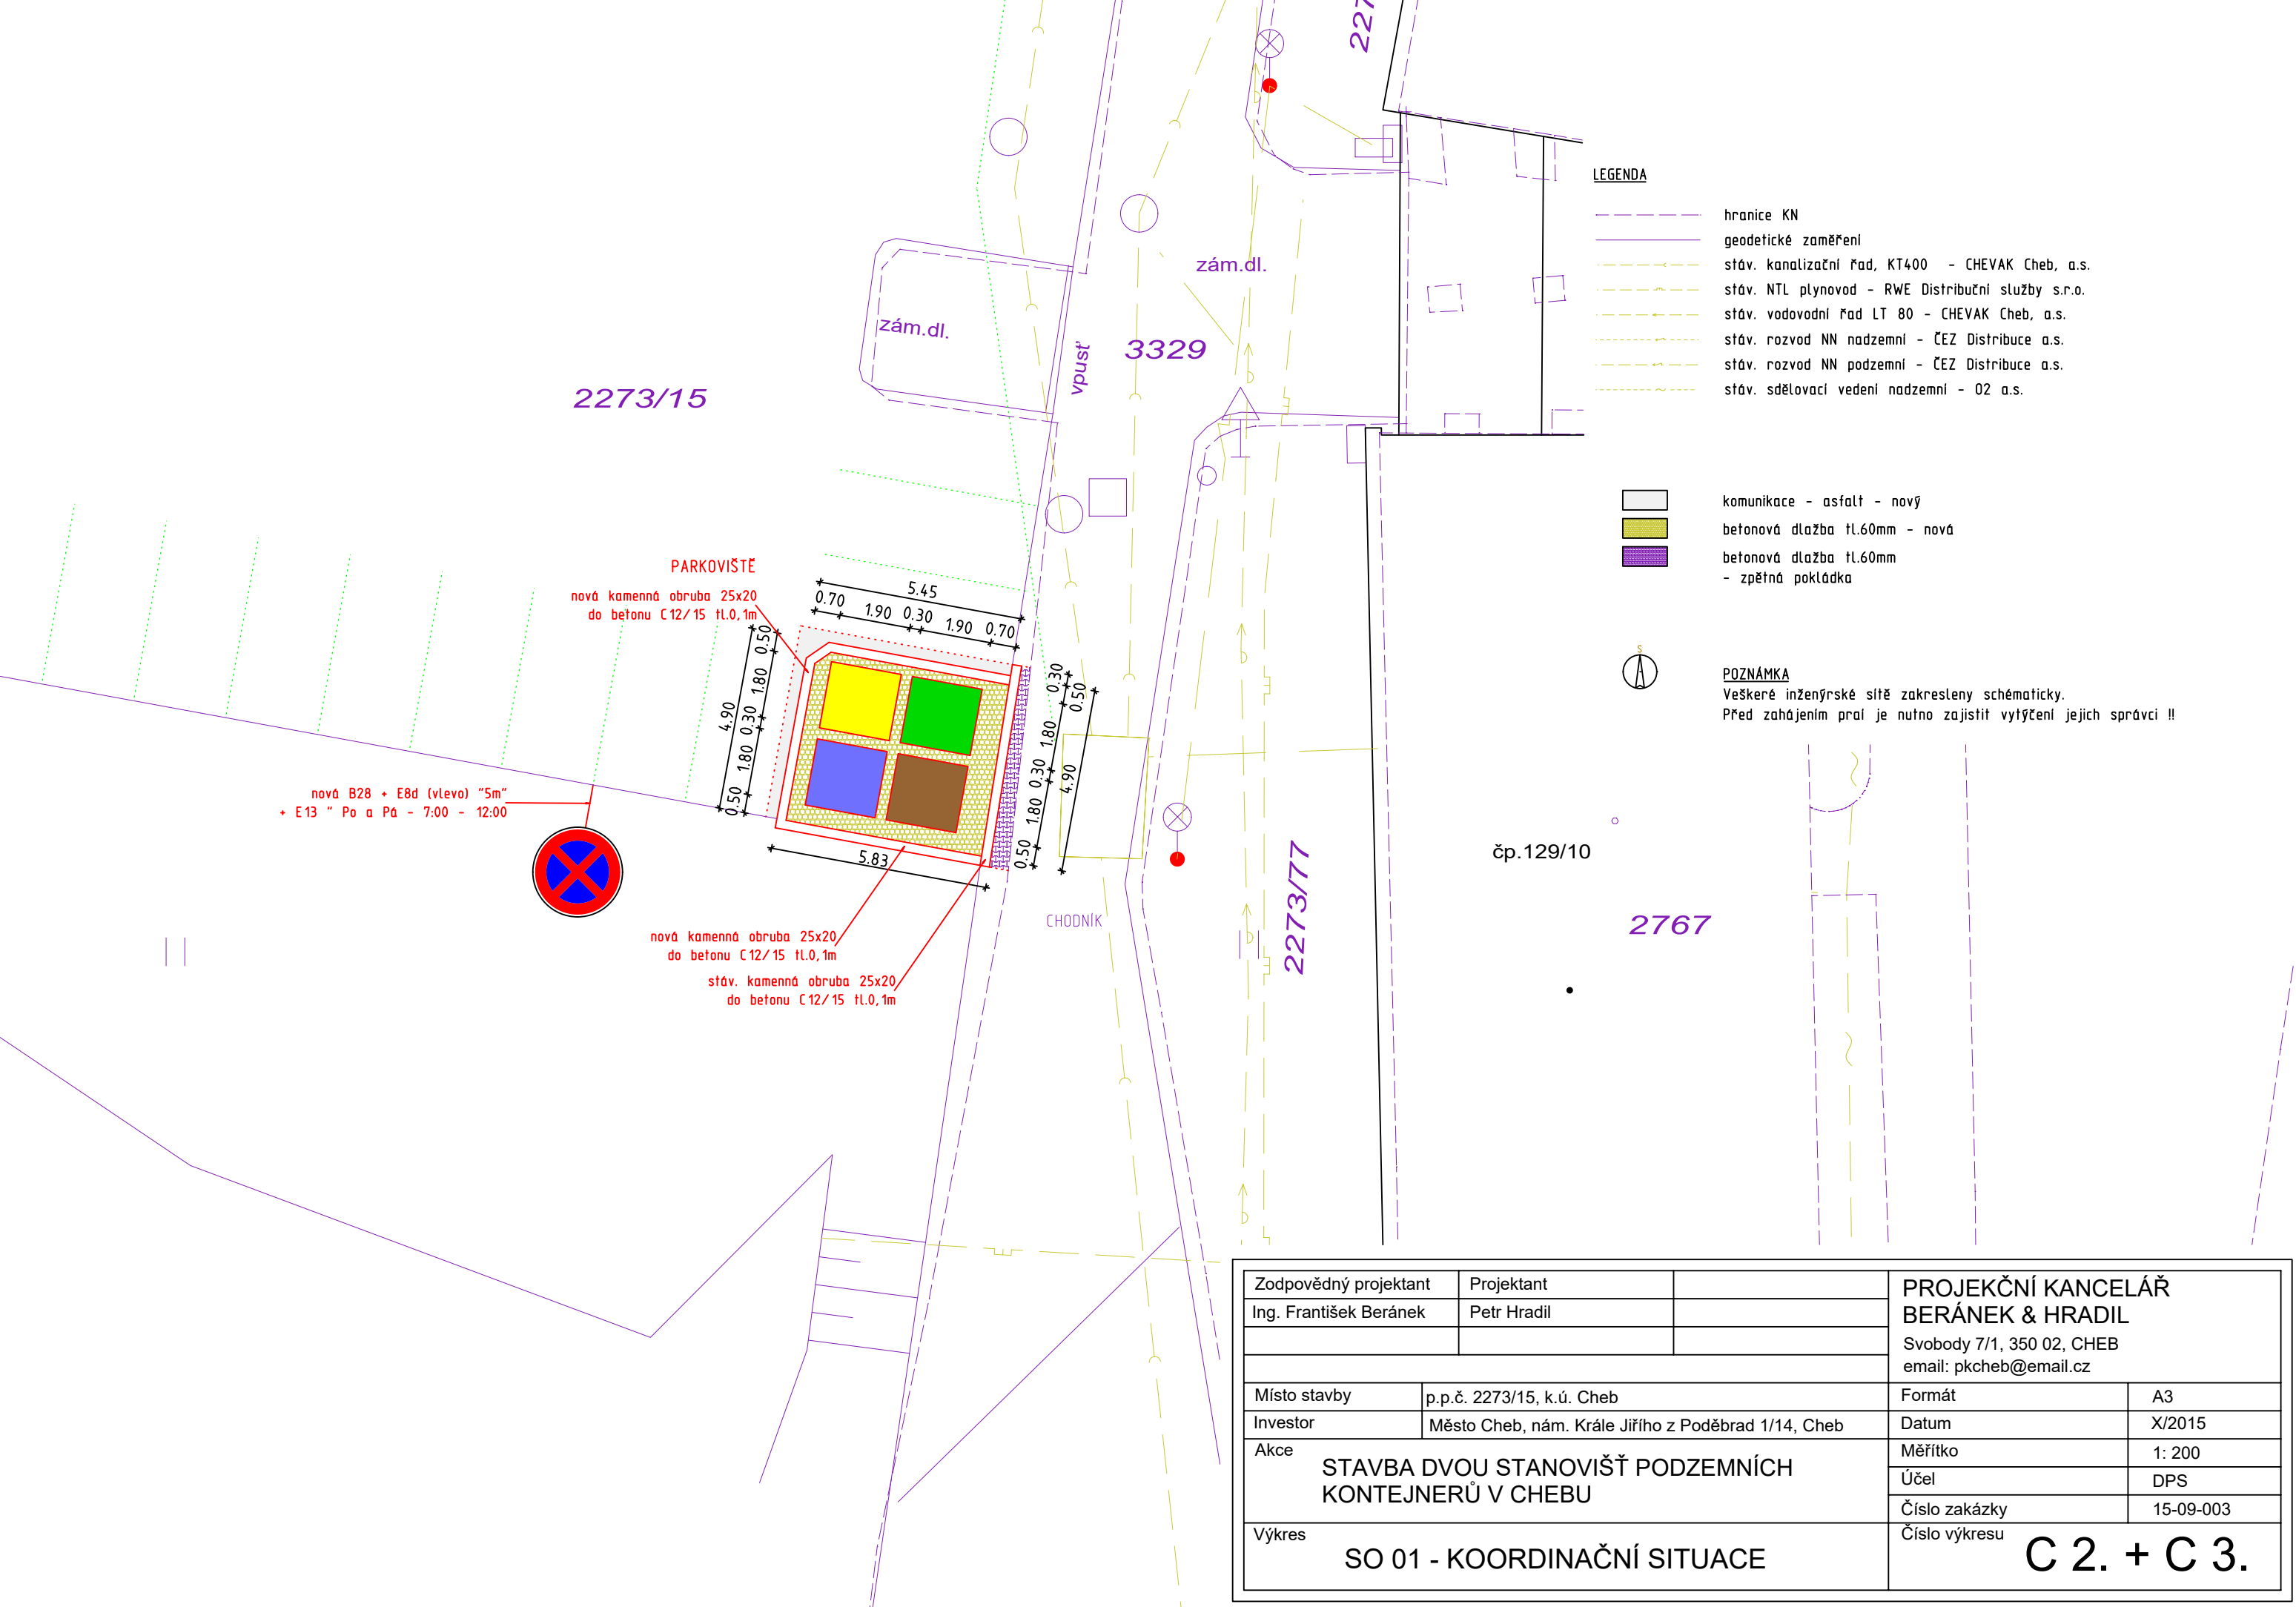 227
LEGENDA
hranice KN
geodetické zaměření
stáv. kanalizační řad, KT400 - CHEVAK Cheb, a.s.
stáv. NTL plynovod - RWE Distribuční služby s.r.o.
stáv. vodovodní řad LT 80 - CHEVAK Cheb, a.s.
stáv. rozvod NN nadzemní - ČEZ Distribuce a.s.
stáv. rozvod NN podzemní - ČEZ Distribuce a.s.
stáv. sdělovací vedení nadzemní - O2 a.s.
zám.dl.
zám.dl.
3329
vpusť
2273/15
komunikace - asfalt - nový
betonová dlažba tl.60mm - nová
betonová dlažba tl.60mm
- zpětná pokládka
S
POZNÁMKA
Veškeré inženýrské sítě zakresleny schématicky.
Před zahájením praí je nutno zajistit vytýčení jejich správci !!
PARKOVIŠTĚ
nová kamenná obruba 25x20
do betonu C12/15 tl.0,1m
5.45
0.70
1.90
0.30
1.90
0.70
4.90
0.50
1.80
0.30
1.80
0.50
0.30
0.50
1.80
0.30
4.90
1.80
0.50
5.83
nová B28 + E8d (vlevo) "5m"
+ E13 " Po a Pá - 7:00 - 12:00
nová kamenná obruba 25x20
do betonu C12/15 tl.0,1m
stáv. kamenná obruba 25x20
do betonu C12/15 tl.0,1m
CHODNÍK
2273/77
čp.129/10
2767
Zodpovědný projektant
Projektant
Ing. František Beránek
Petr Hradil
PROJEKČNÍ KANCELÁŘ
BERÁNEK & HRADIL
Svobody 7/1, 350 02, CHEB
email: pkcheb@email.cz
Místo stavby
p.p.č. 2273/15, k.ú. Cheb
Formát
A3
Investor
Město Cheb, nám. Krále Jiřího z Poděbrad 1/14, Cheb
Datum
X/2015
Akce
STAVBA DVOU STANOVIŠŤ PODZEMNÍCH
KONTEJNERŮ V CHEBU
Měřítko
1: 200
Účel
DPS
Číslo zakázky
15-09-003
Výkres
SO 01 - KOORDINAČNÍ SITUACE
Číslo výkresu
C 2. + C 3.